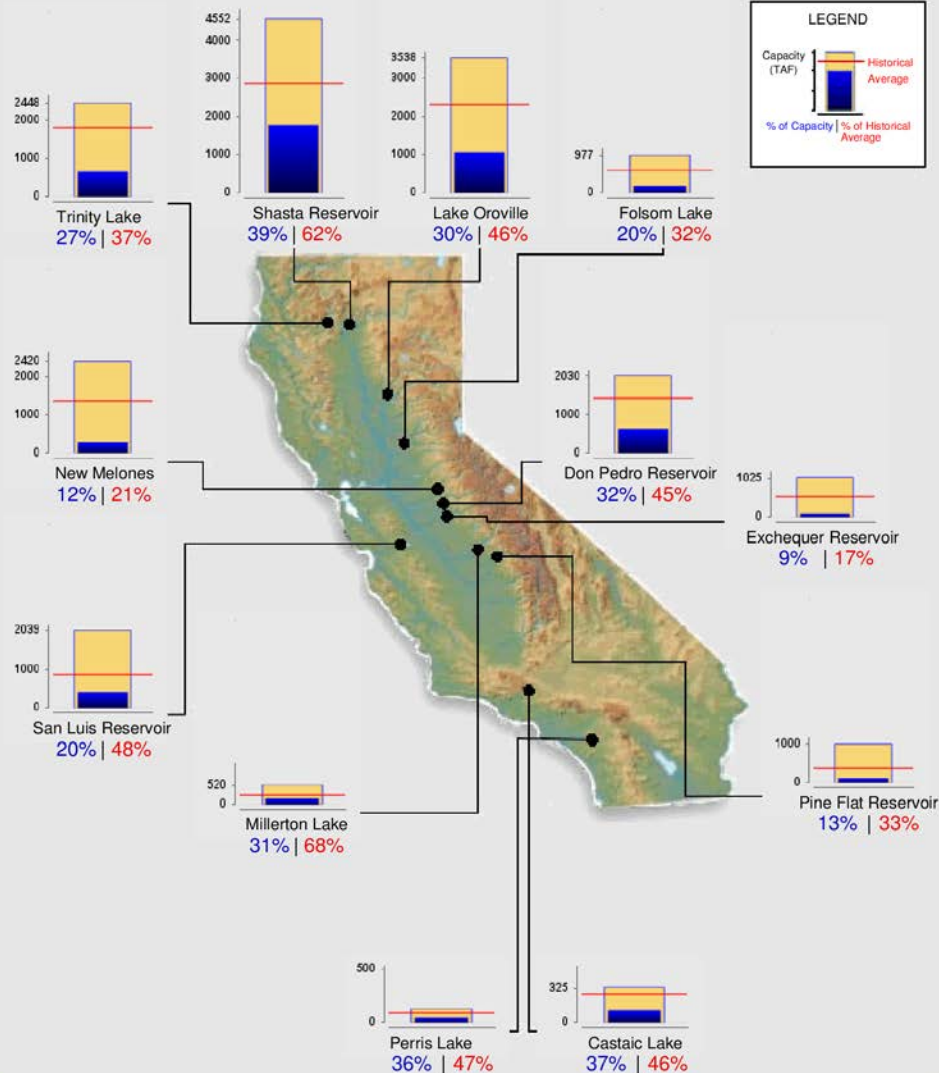 4552
4000
3000
2000
1000
0
Shasta Reservoir
39% | 62%
3538
3000
2000
1000
0
Lake Oroville
30% | 46%
LEGEND
Capacity
(TAF)
Historical
Average
% of Capacity | % of Historical
Average
2448
2000
1000
0
Trinity Lake
27% | 37%
977
0
Folsom Lake
20% | 32%
2420
2000
1000
0
New Melones
12% | 21%
2030
1000
0
Don Pedro Reservoir
32% | 45%
1025
0
Exchequer Reservoir
9% | 17%
2039
1000
0
San Luis Reservoir
20% | 48%
520
0
Millerton Lake
31% | 68%
1000
0
Pine Flat Reservoir
13% | 33%
500
0
Perris Lake
36% | 47%
325
0
Castaic Lake
37% | 46%